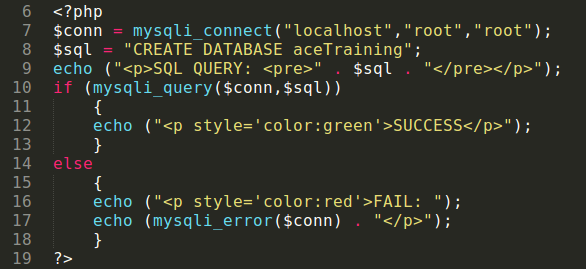 6 <?php
7 $conn = mysqli_connect("localhost","root","root");
8 $sql = "CREATE DATABASE aceTraining";
9 echo ("<p>SQL QUERY: <pre>" . $sql . "</pre></p>");
10 if (mysqli_query($conn,$sql))
11     {
12     echo ("<p style='color:green'>SUCCESS</p>");
13     }
14 else
15     {
16     echo ("<p style='color:red'>FAIL: ");
17     echo (mysqli_error($conn) . "</p>");
18     }
19 ?>